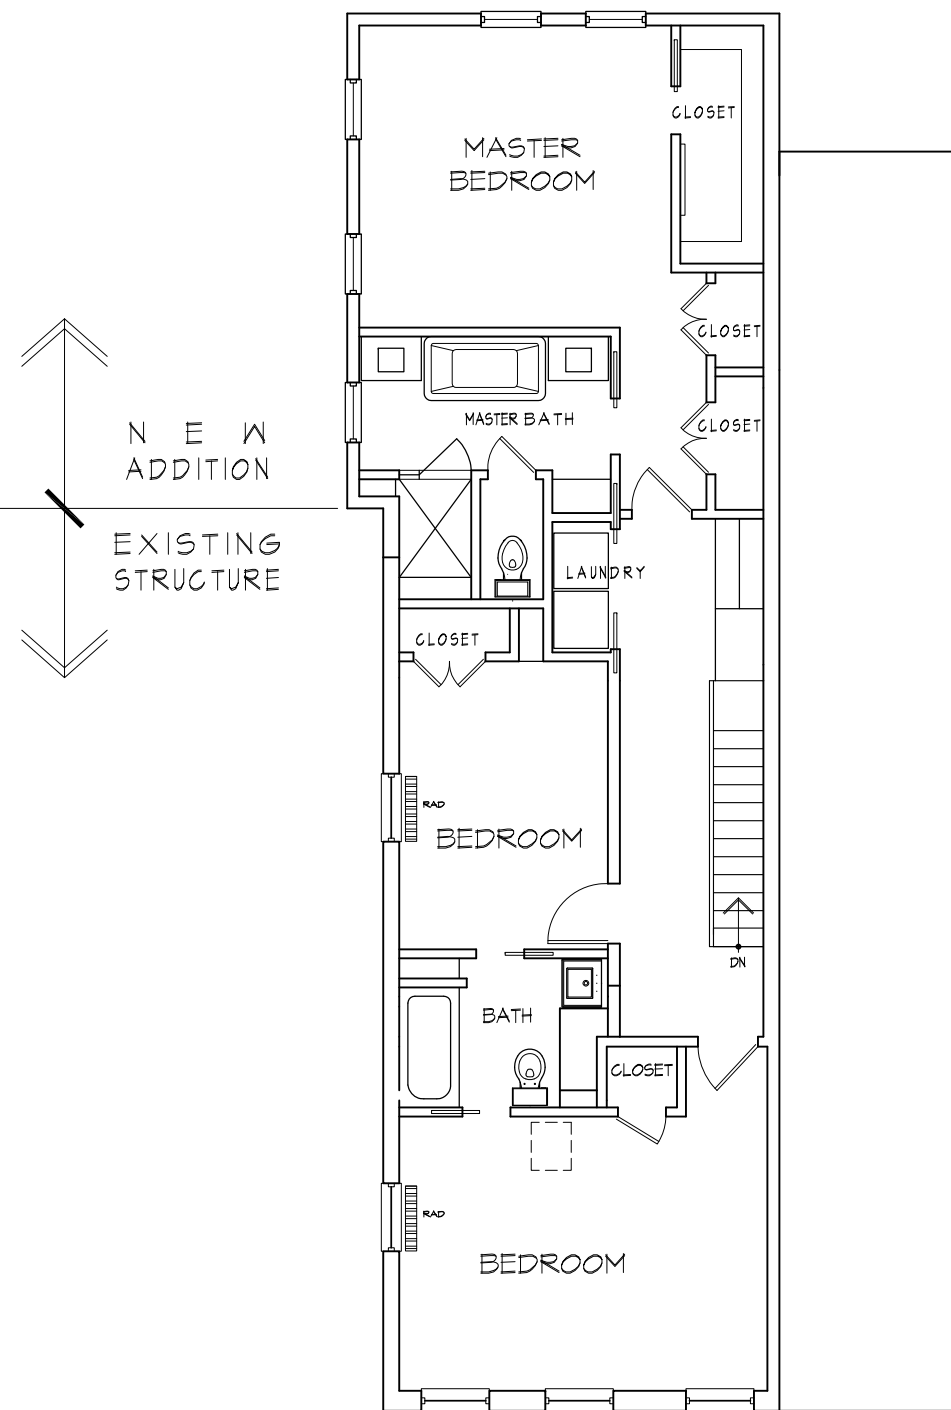 CLOSET
MASTER
BEDROOM
CLOSET
MASTER BATH
CLOSET
NEW
ADDITION
EXISTING
STRUCTURE
LAUNDRY
CLOSET
RAD
BEDROOM
DN
BATH
CLOSET
RAD
BEDROOM